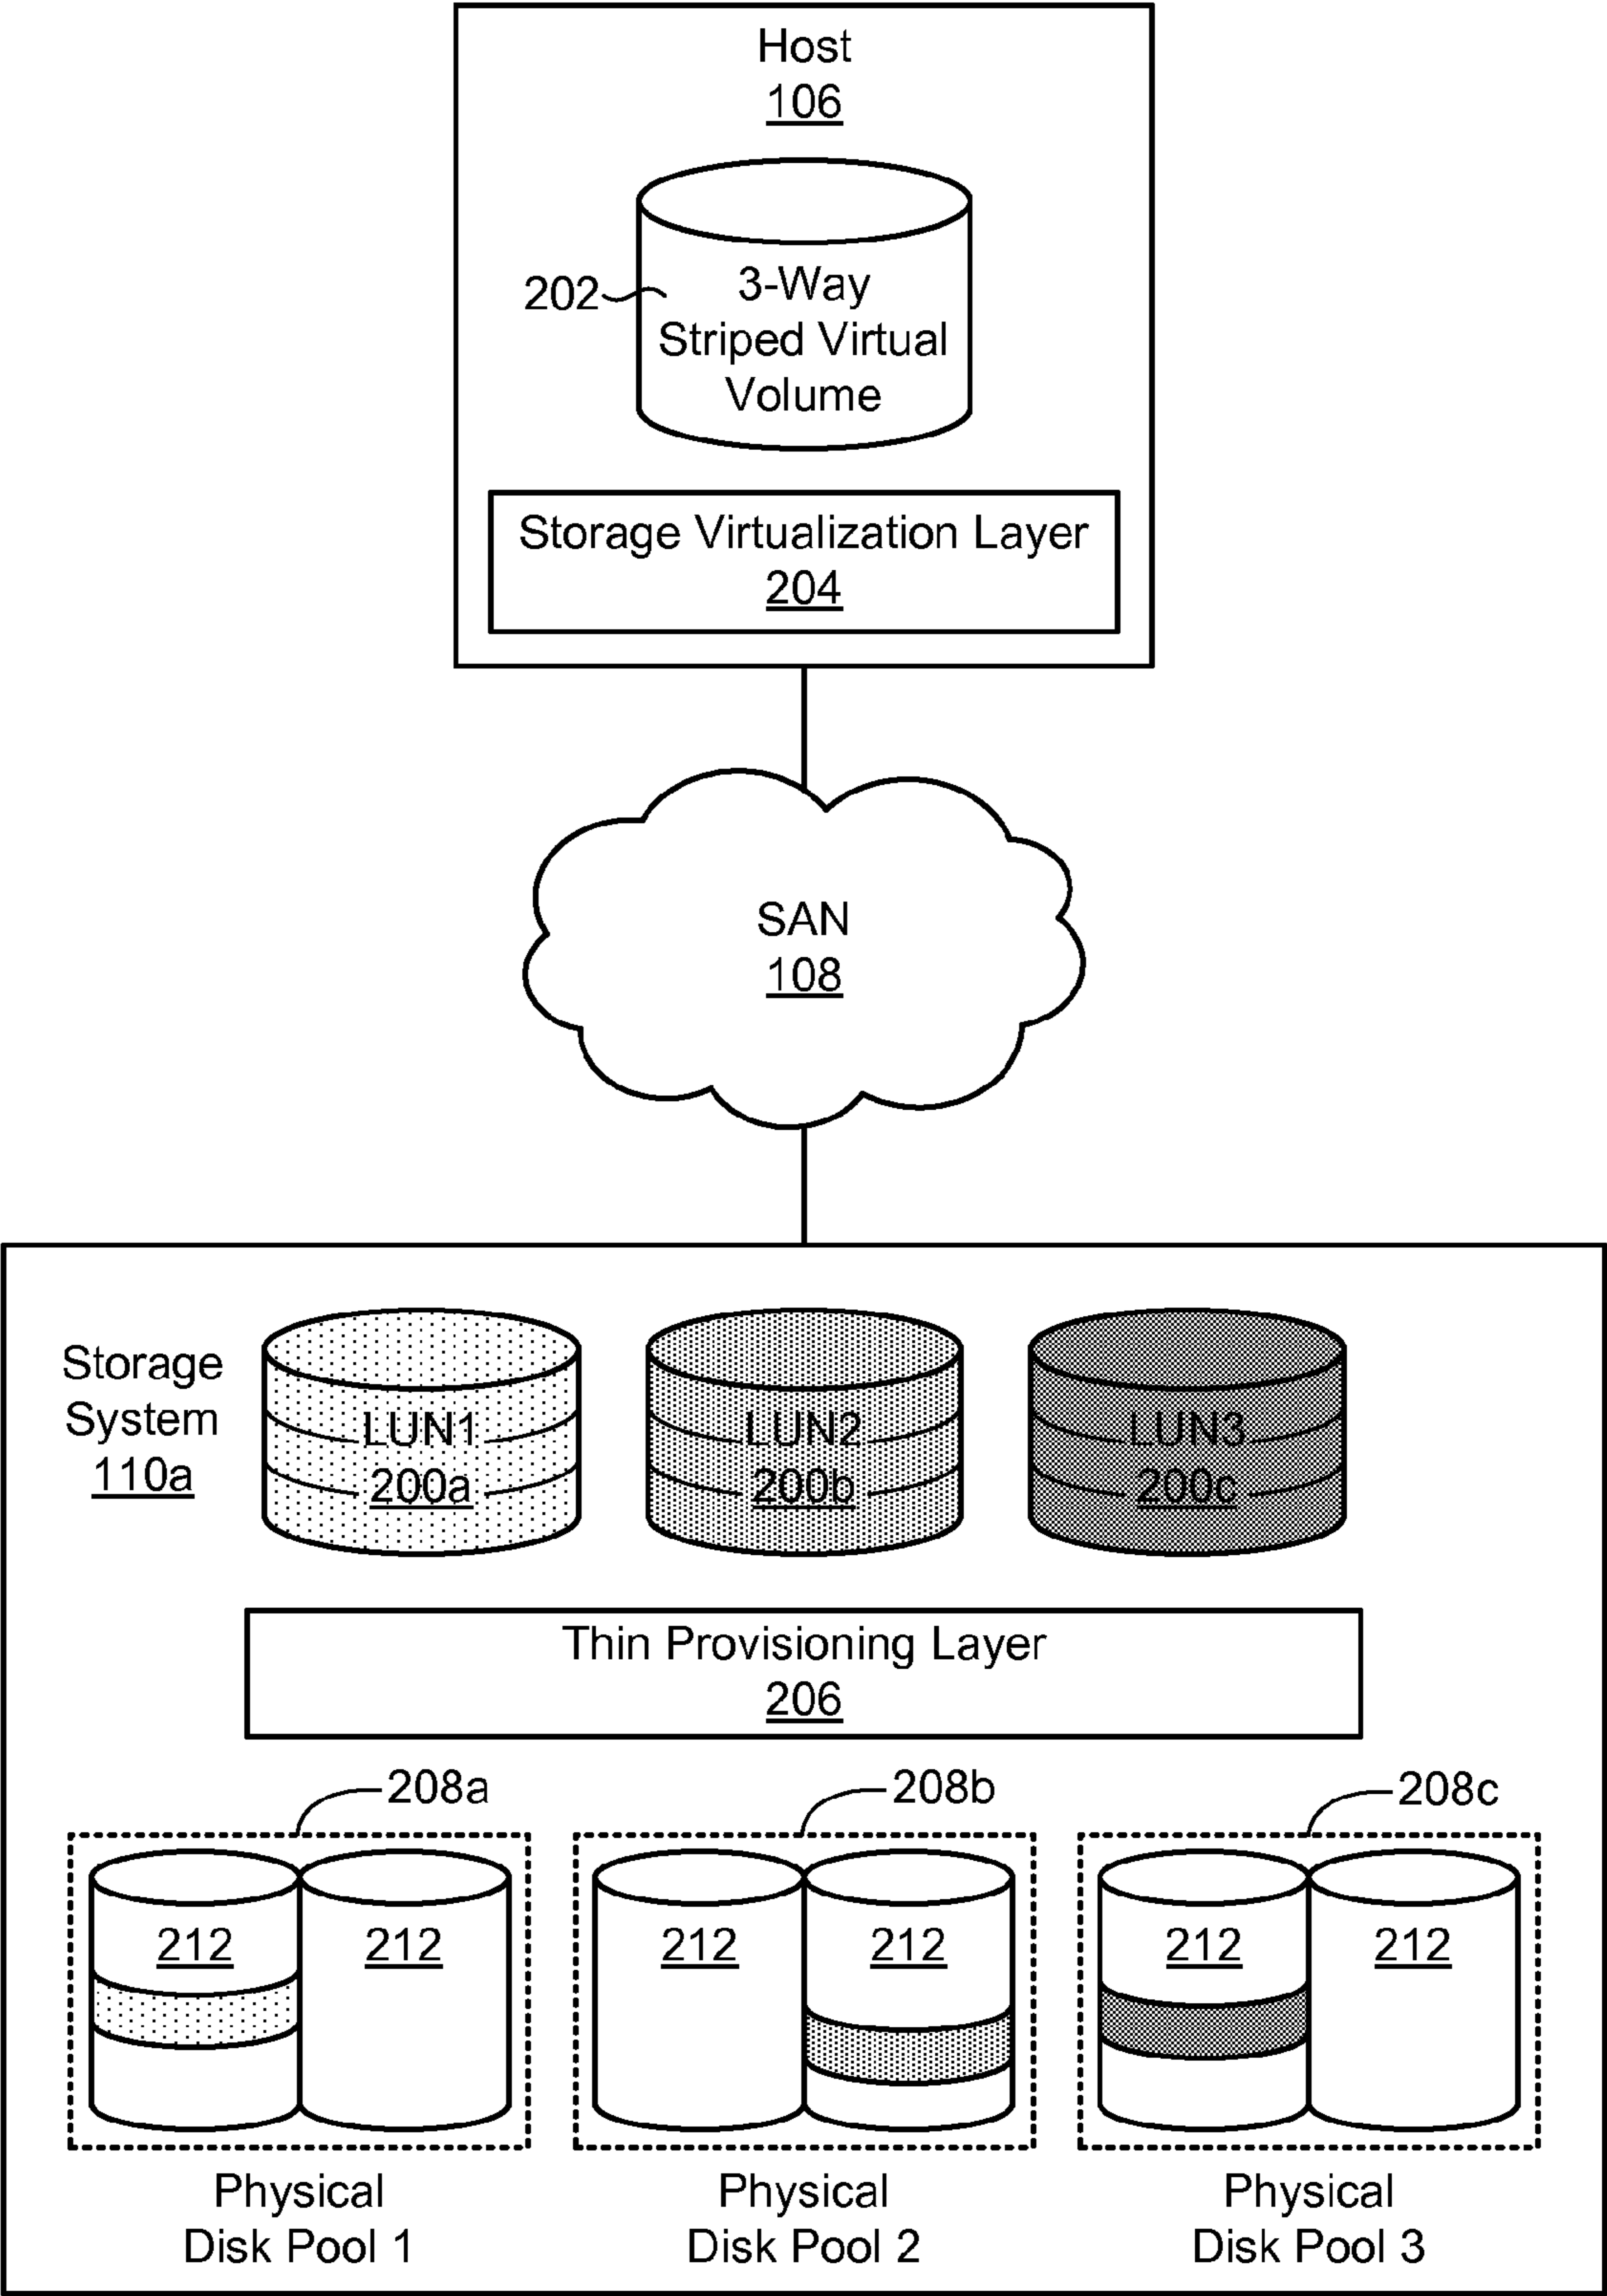 Host
106
202
3-Way
Striped Virtual
Volume
Storage Virtualization Layer
204
SAN
108
Storage
System
110a
LUN1
200a
LUN2
200b
LUN3
200c
Thin Provisioning Layer
206
208a
208b
208c
212
212
212
212
212
212
Physical
Disk Pool 1
Physical
Disk Pool 2
Physical
Disk Pool 3